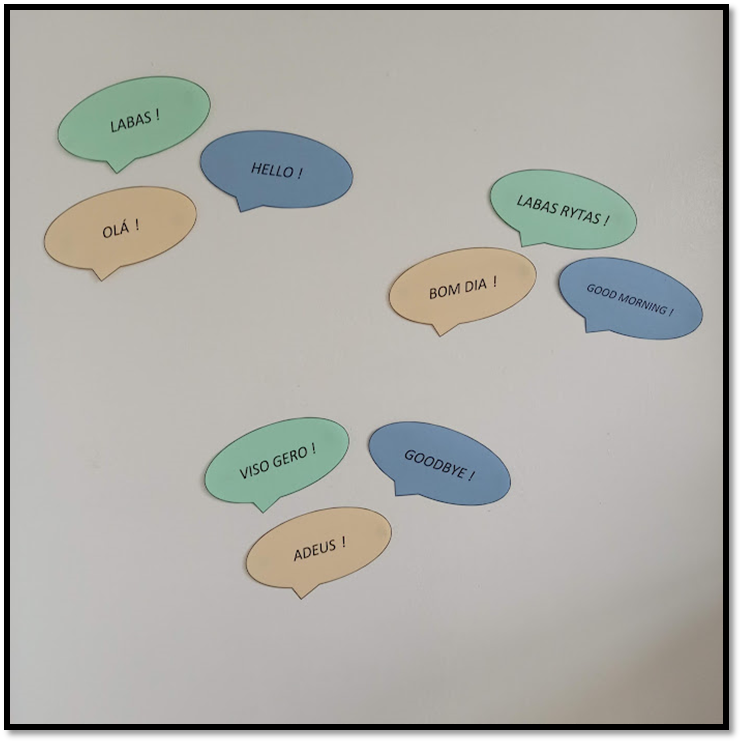 LABAS !
HELLO !
OLÁ !
LABAS RYTAS !
BOM DIA !
GOOD MORNING !
VISO GERO !
GOODBYE !
ADEUS !